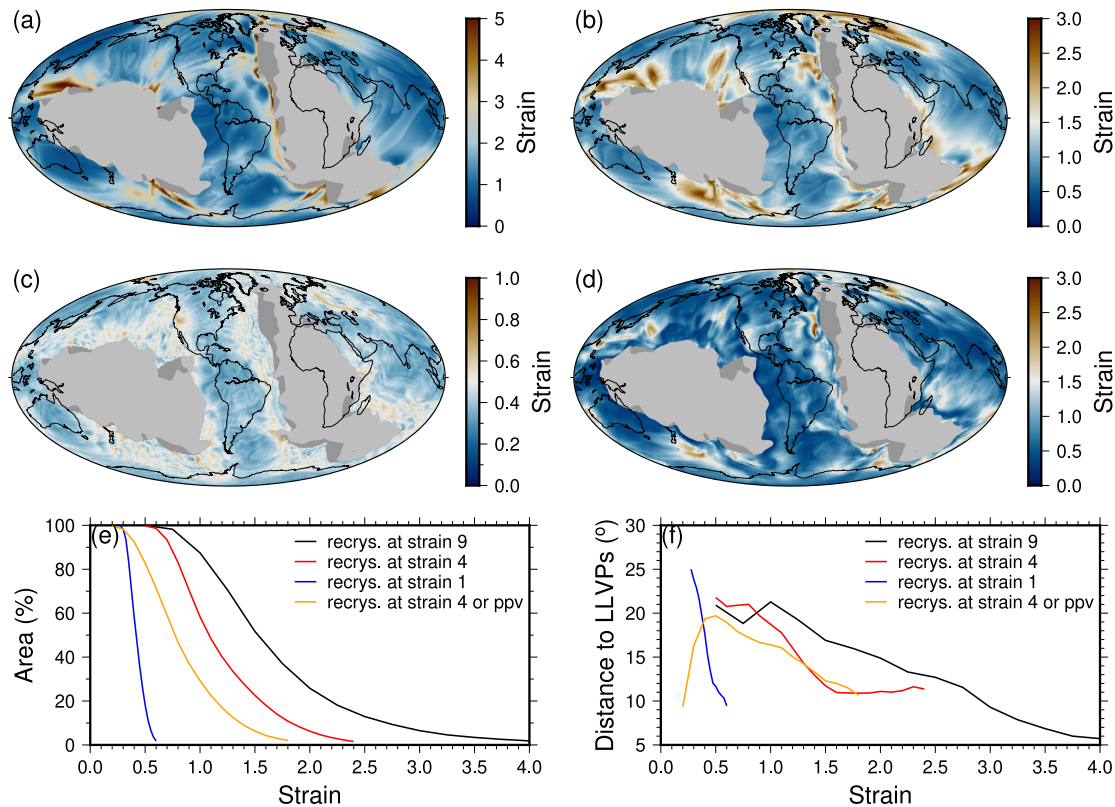 (a)
5
4
3
2
1
0
Strain
(b)
3.0
2.5
2.0
1.5
1.0
0.5
0.0
Strain
(c)
1.0
0.8
0.6
0.4
0.2
0.0
Strain
(d)
3.0
2.5
2.0
1.5
1.0
0.5
0.0
Strain
(e)
100
80
60
40
20
0
Area (%)
recrys. at strain 9
recrys. at strain 4
recrys. at strain 1
recrys. at strain 4 or ppv
0.0 0.5 1.0 1.5 2.0 2.5 3.0 3.5 4.0
Strain
(f)
30
25
20
15
10
5
Distance to LLVPs (º)
recrys. at strain 9
recrys. at strain 4
recrys. at strain 1
recrys. at strain 4 or ppv
0.0 0.5 1.0 1.5 2.0 2.5 3.0 3.5 4.0
Strain